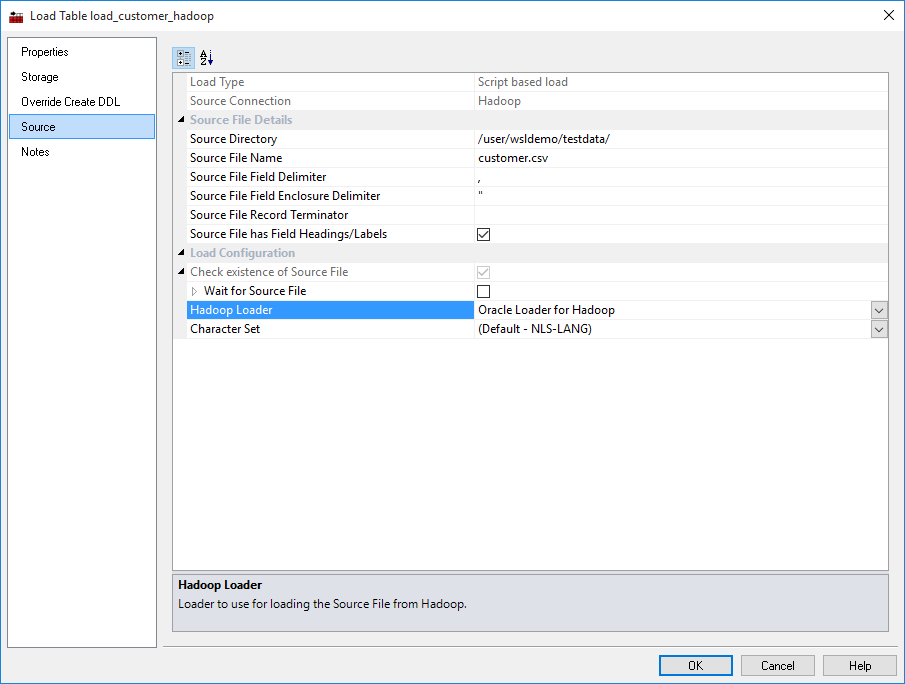 Load Table load_customer_hadoop
Properties
Storage
Override Create DDL
Source
Notes
Load Type Script based load
Source Connection Hadoop
Source File Details
Source Directory /user/wsldemo/testdata/
Source File Name customer.csv
Source File Field Delimiter ,
Source File Field Enclosure Delimiter "
Source File Record Terminator
Source File has Field Headings/Labels
Load Configuration
Check existence of Source File
Wait for Source File
Hadoop Loader Oracle Loader for Hadoop
Character Set (Default - NLS-LANG)
Hadoop Loader
Loader to use for loading the Source File from Hadoop.
OK Cancel Help